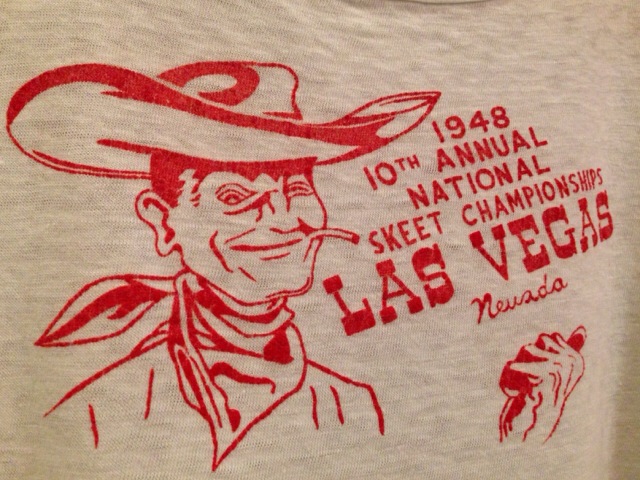 1948
10TH ANNUAL
NATIONAL
SKEET CHAMPIONSHIPS
LAS VEGAS
Nevada